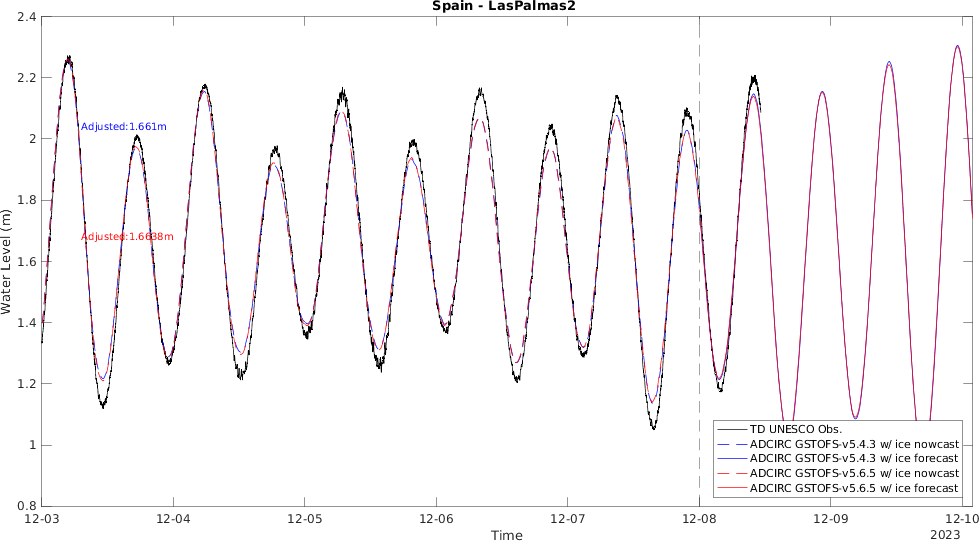 Spain - LasPalmas2
2.4
2.2
2
1.8
1.6
1.4
1.2
1
0.8
Water Level (m)
Adjusted:1.661m
Adjusted:1.6638m
TD UNESCO Obs.
ADCIRC GSTOFS-v5.4.3 w/ ice nowcast
ADCIRC GSTOFS-v5.4.3 w/ ice forecast
ADCIRC GSTOFS-v5.6.5 w/ ice nowcast
ADCIRC GSTOFS-v5.6.5 w/ ice forecast
12-03 12-04 12-05 12-06 12-07 12-08 12-09 12-10
Time
2023